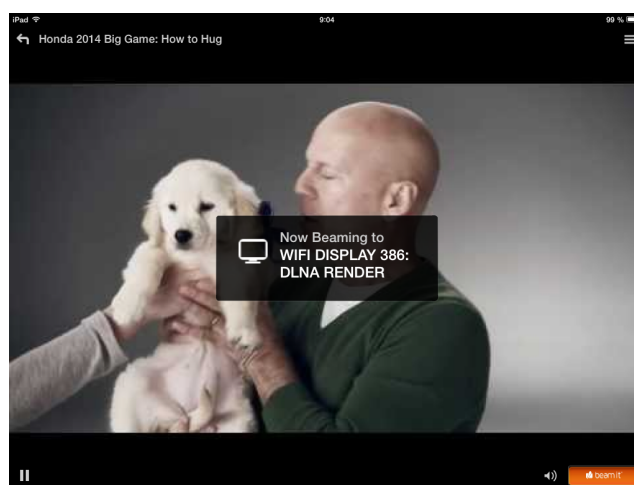 iPad 9:04 99 %
Honda 2014 Big Game: How to Hug
Now Beaming to
WIFI DISPLAY 386:
DLNA RENDER
beamit